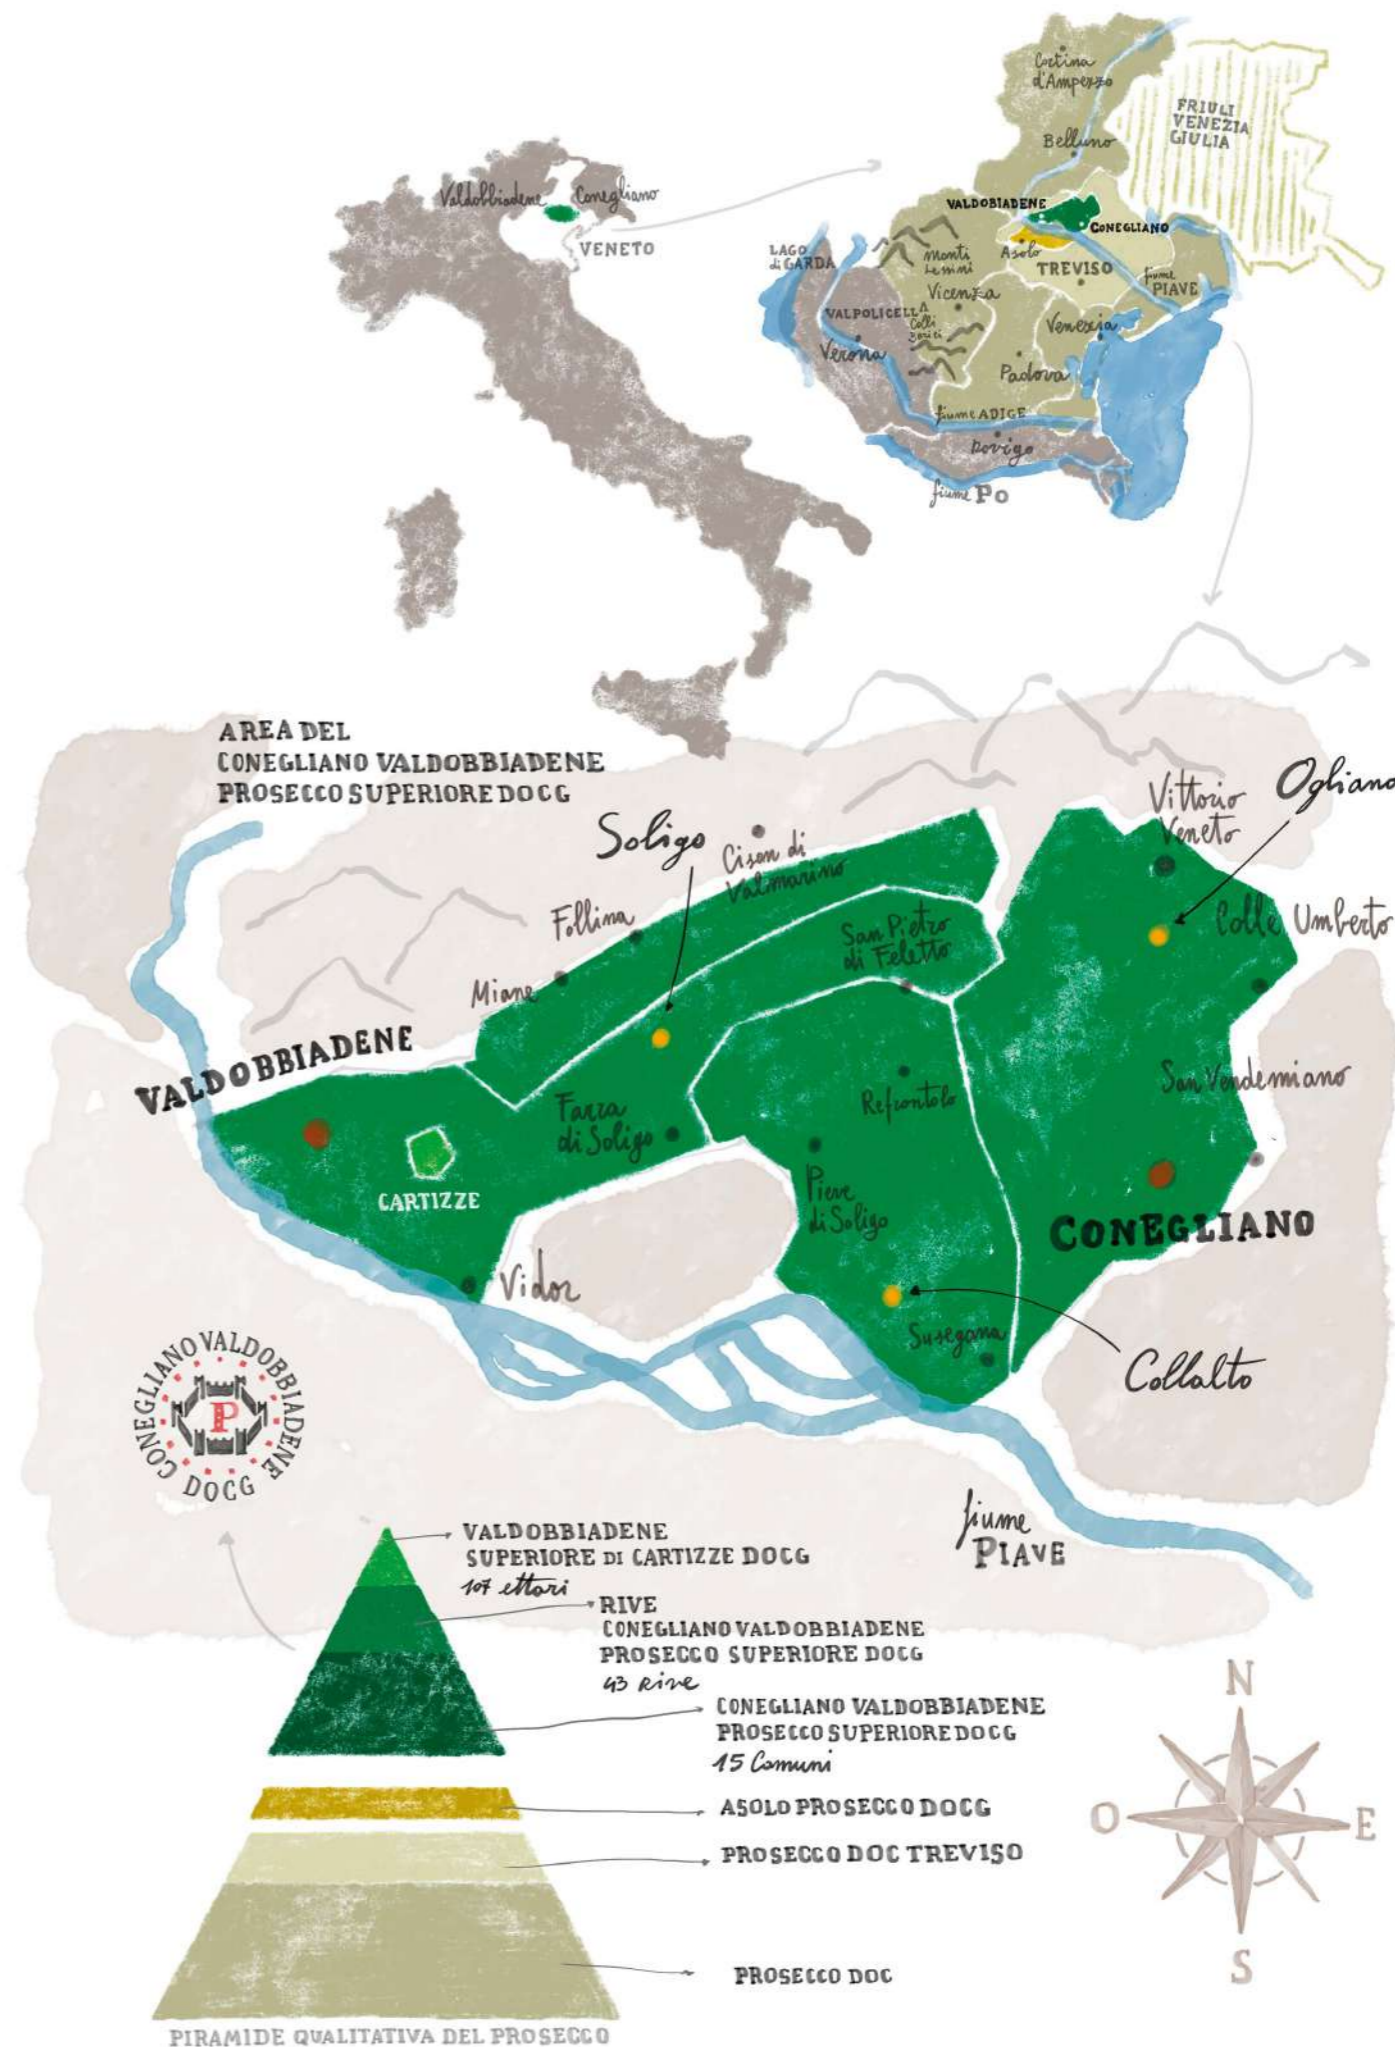 Valdobbiadene
Conegliano
VENETO
Cortina
d'Ampezzo
Belluno
FRIULI
VENEZIA
GIULIA
VALDOBIADENE
CONEGLIANO
LAGO
di GARDA
Monti
Lessini
Asolo
TREVISO
fiume
PIAVE
Vicenza
VALPOLICELLA
Colli
Berici
Venezia
Verona
Padova
fiume ADIGE
Rovigo
fiume PO
AREA DEL
CONEGLIANO VALDOBBIADENE
PROSECCO SUPERIORE DOCG
Soligo
Cison di
Valmarino
Vittorio
Veneto
Ogliano
Follina
San Pietro
di Feletto
Colle Umberto
Miane
VALDOBBIADENE
Farra
di Soligo
Refrontolo
San Vendemiano
CARTIZZE
Pieve
di Soligo
CONEGLIANO
Vidor
Susegana
Collalto
CONEGLIANO VALDOBBIADENE
P
DOCG
fiume
PIAVE
VALDOBBIADENE
SUPERIORE DI CARTIZZE DOCG
107 ettari
RIVE
CONEGLIANO VALDOBBIADENE
PROSECCO SUPERIORE DOCG
43 Rive
CONEGLIANO VALDOBBIADENE
PROSECCO SUPERIORE DOCG
15 Comuni
ASOLO PROSECCO DOCG
PROSECCO DOC TREVISO
PROSECCO DOC
PIRAMIDE QUALITATIVA DEL PROSECCO
N
O
E
S